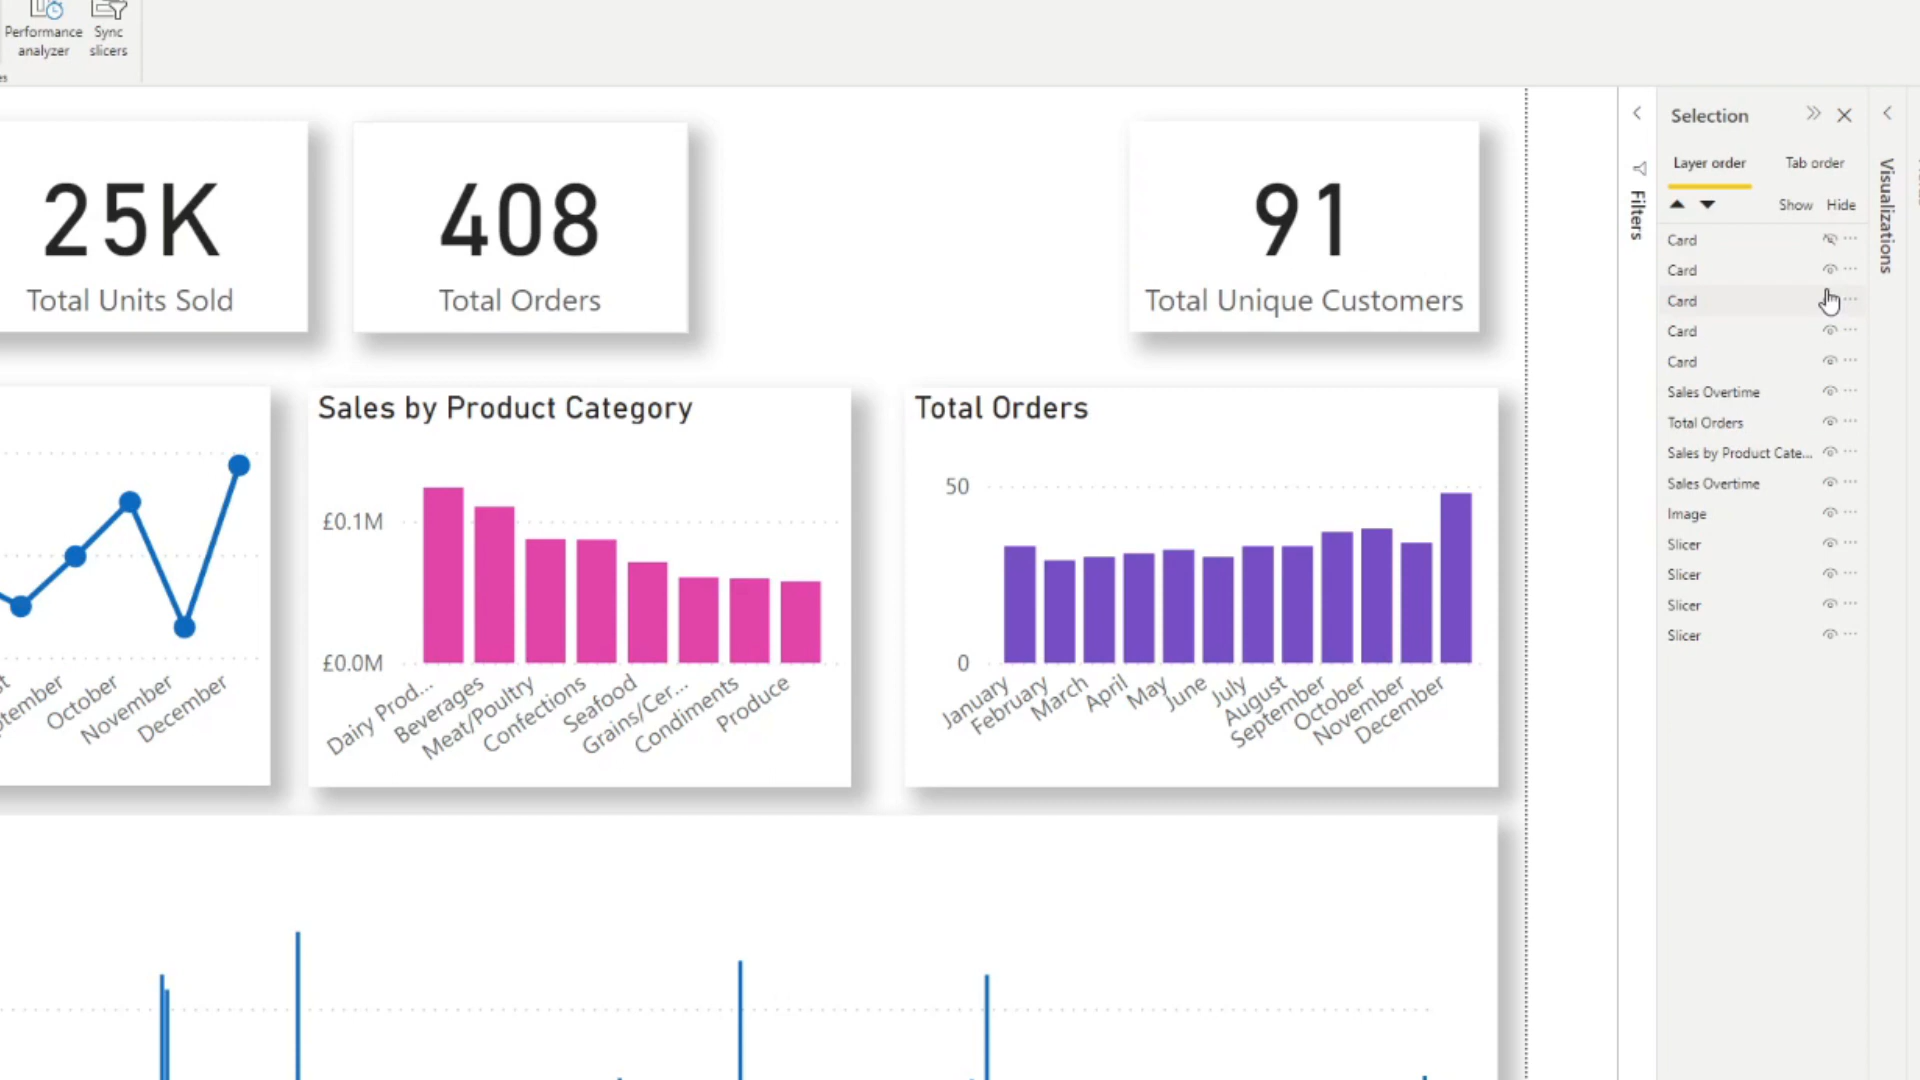 Performance
analyzer
Sync
slicers
25K
Total Units Sold
408
Total Orders
91
Total Unique Customers
Sales by Product Category
£0.1M
£0.0M
Dairy Prod...
Beverages
Meat/Poultry
Confections
Seafood
Grains/Cer...
Condiments
Produce
October
November
December
Total Orders
50
0
January
February
March
April
May
June
July
August
September
October
November
December
Filters
Selection
Layer order
Tab order
Show
Hide
Card
Card
Card
Card
Card
Sales Overtime
Total Orders
Sales by Product Cate...
Sales Overtime
Image
Slicer
Slicer
Slicer
Slicer
Visualizations